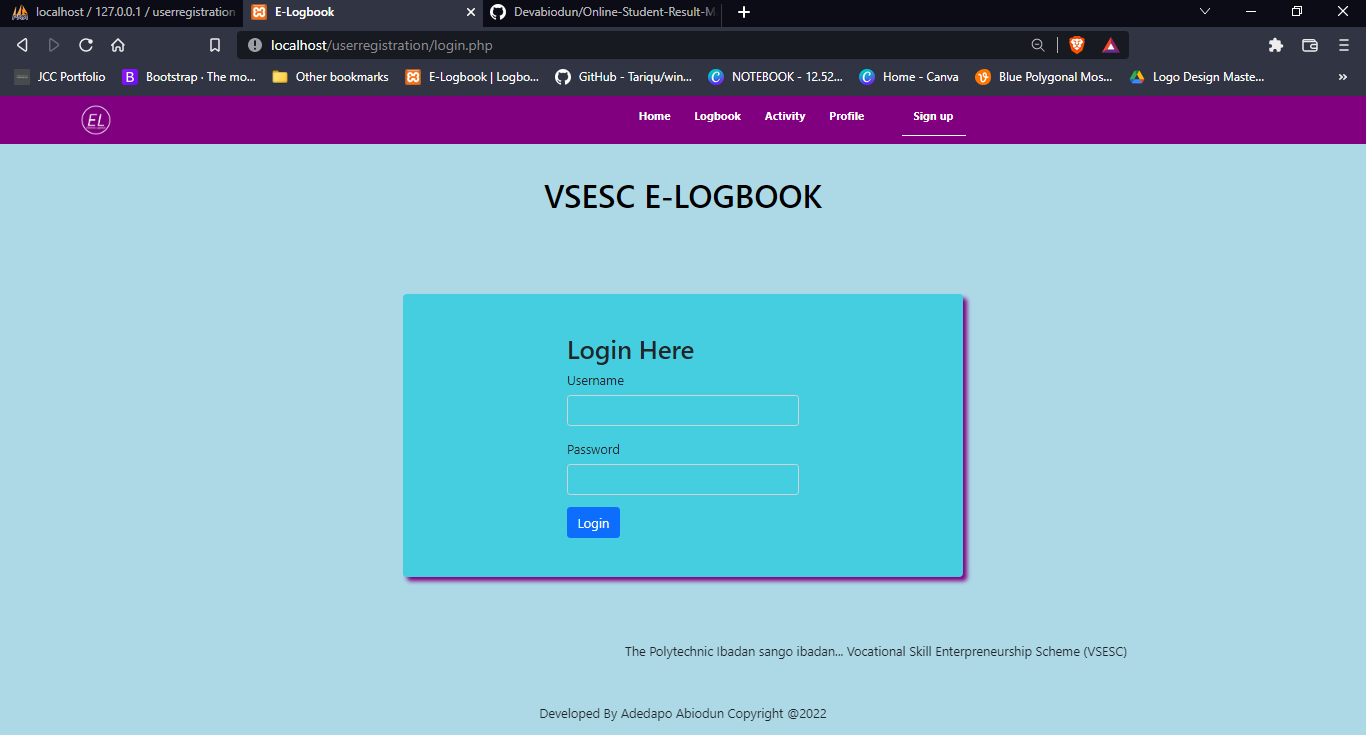 localhost / 127.0.0.1 / userregistration
E-Logbook
Devabiodun/Online-Student-Result-M
localhost/userregistration/login.php
JCC Portfolio
B Bootstrap · The mo...
Other bookmarks
E-Logbook | Logbo...
GitHub - Tariqu/win...
NOTEBOOK - 12.52...
Home - Canva
Blue Polygonal Mos...
Logo Design Maste...
»
EL
Home Logbook Activity Profile Sign up
VSESC E-LOGBOOK
Login Here
Username
Password
Login
The Polytechnic Ibadan sango ibadan... Vocational Skill Enterpreneurship Scheme (VSESC)
Developed By Adedapo Abiodun Copyright @2022